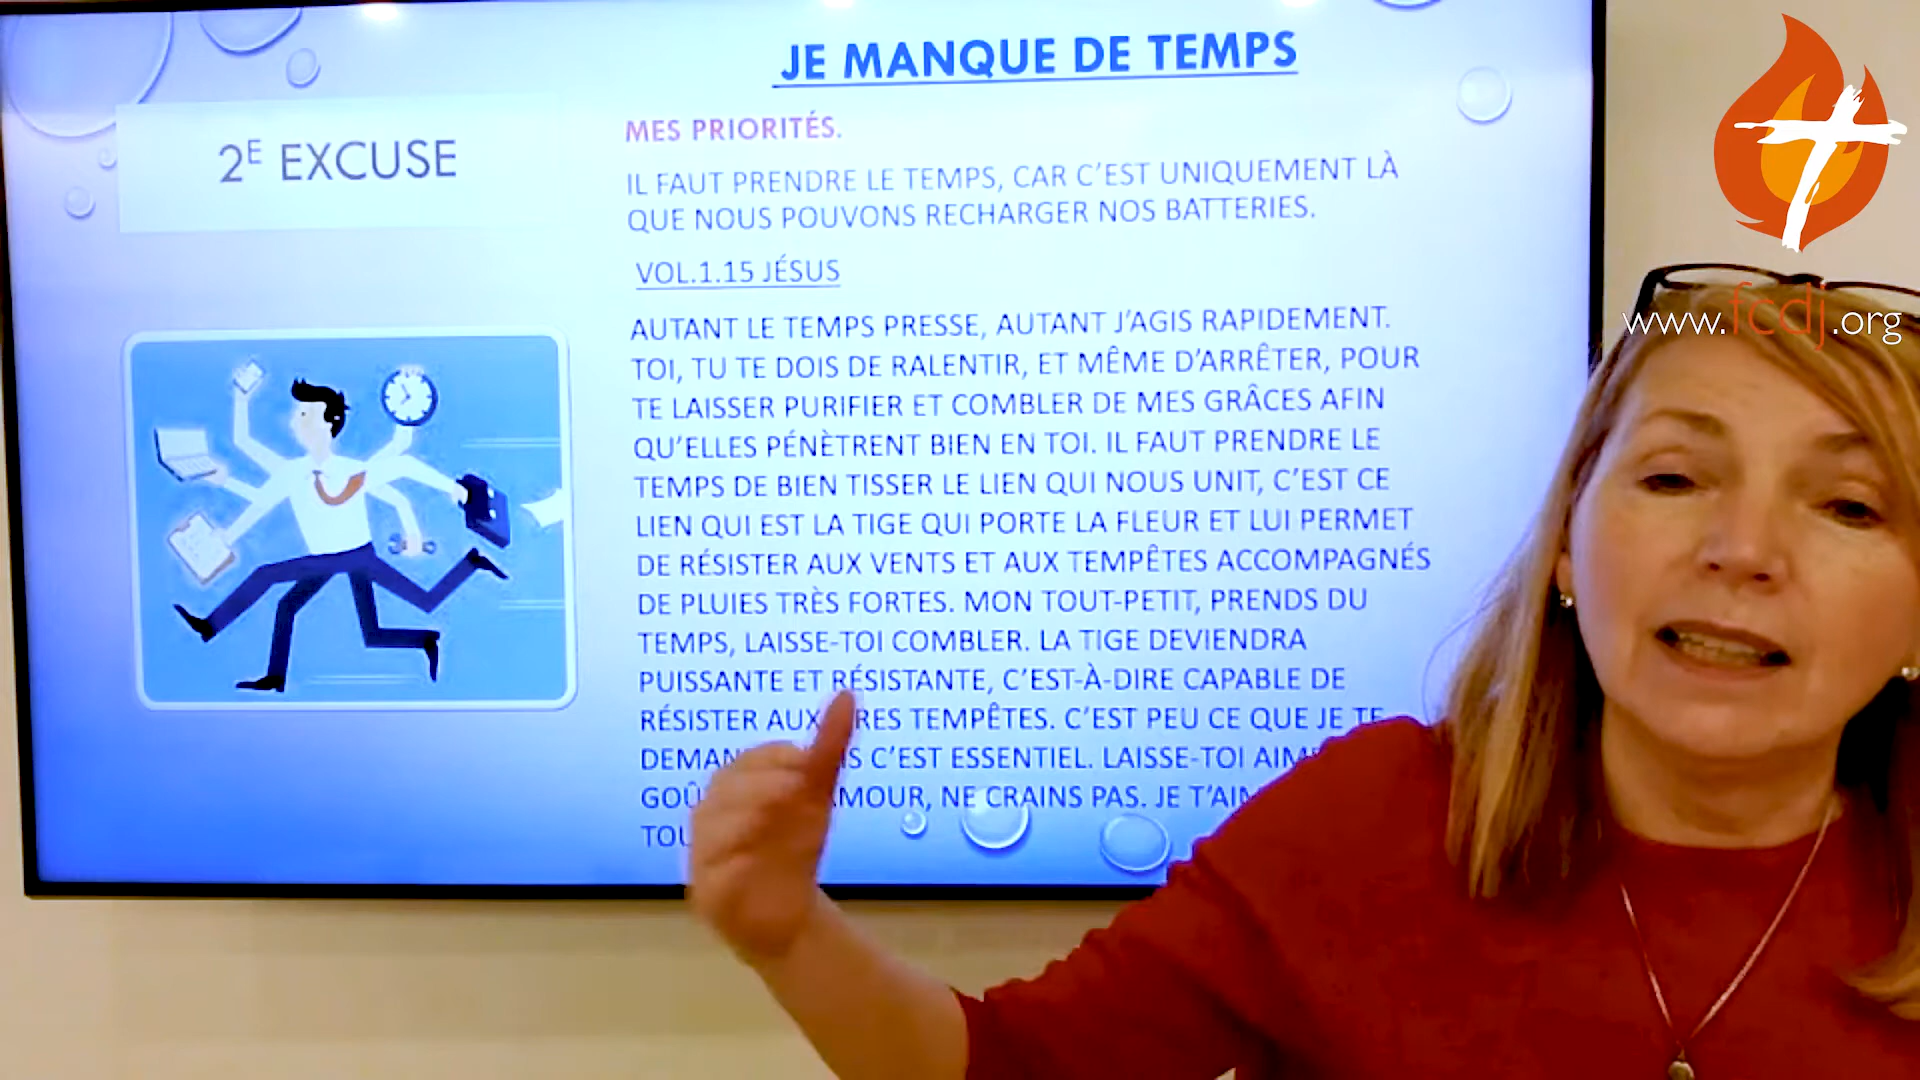 JE MANQUE DE TEMPS
2E EXCUSE
MES PRIORITÉS.
IL FAUT PRENDRE LE TEMPS, CAR C'EST UNIQUEMENT LÀ
QUE NOUS POUVONS RECHARGER NOS BATTERIES.
VOL.1.15 JÉSUS
AUTANT LE TEMPS PRESSE, AUTANT J'AGIS RAPIDEMENT.
TOI, TU TE DOIS DE RALENTIR, ET MÊME D'ARRÊTER, POUR
TE LAISSER PURIFIER ET COMBLER DE MES GRÂCES AFIN
QU'ELLES PÉNÈTRENT BIEN EN TOI. IL FAUT PRENDRE LE
TEMPS DE BIEN TISSER LE LIEN QUI NOUS UNIT, C'EST CE
LIEN QUI EST LA TIGE QUI PORTE LA FLEUR ET LUI PERMET
DE RÉSISTER AUX VENTS ET AUX TEMPÊTES ACCOMPAGNÉS
DE PLUIES TRÈS FORTES. MON TOUT-PETIT, PRENDS DU
TEMPS, LAISSE-TOI COMBLER. LA TIGE DEVIENDRA
PUISSANTE ET RÉSISTANTE, C'EST-À-DIRE CAPABLE DE
RÉSISTER AUX TEMPÊTES. C'EST PEU CE QUE JE TE
C'EST ESSENTIEL. LAISSE-TOI
NE CRAINS PAS. JE
www.fcdj.org